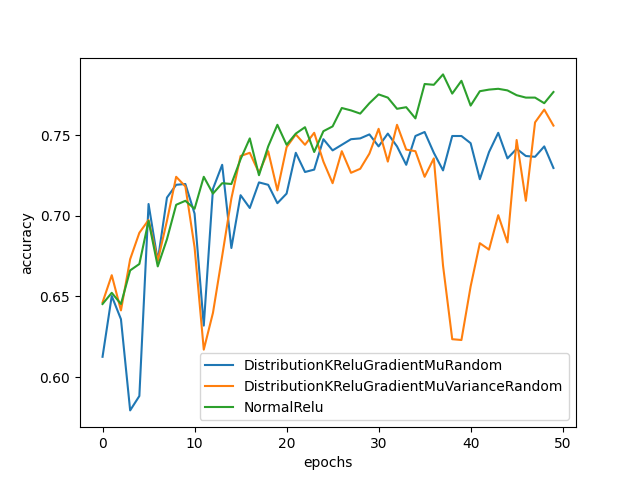 accuracy
0.75
0.70
0.65
0.60
DistributionKReluGradientMuRandom
DistributionKReluGradientMuVarianceRandom
NormalRelu
0 10 20 30 40 50
epochs